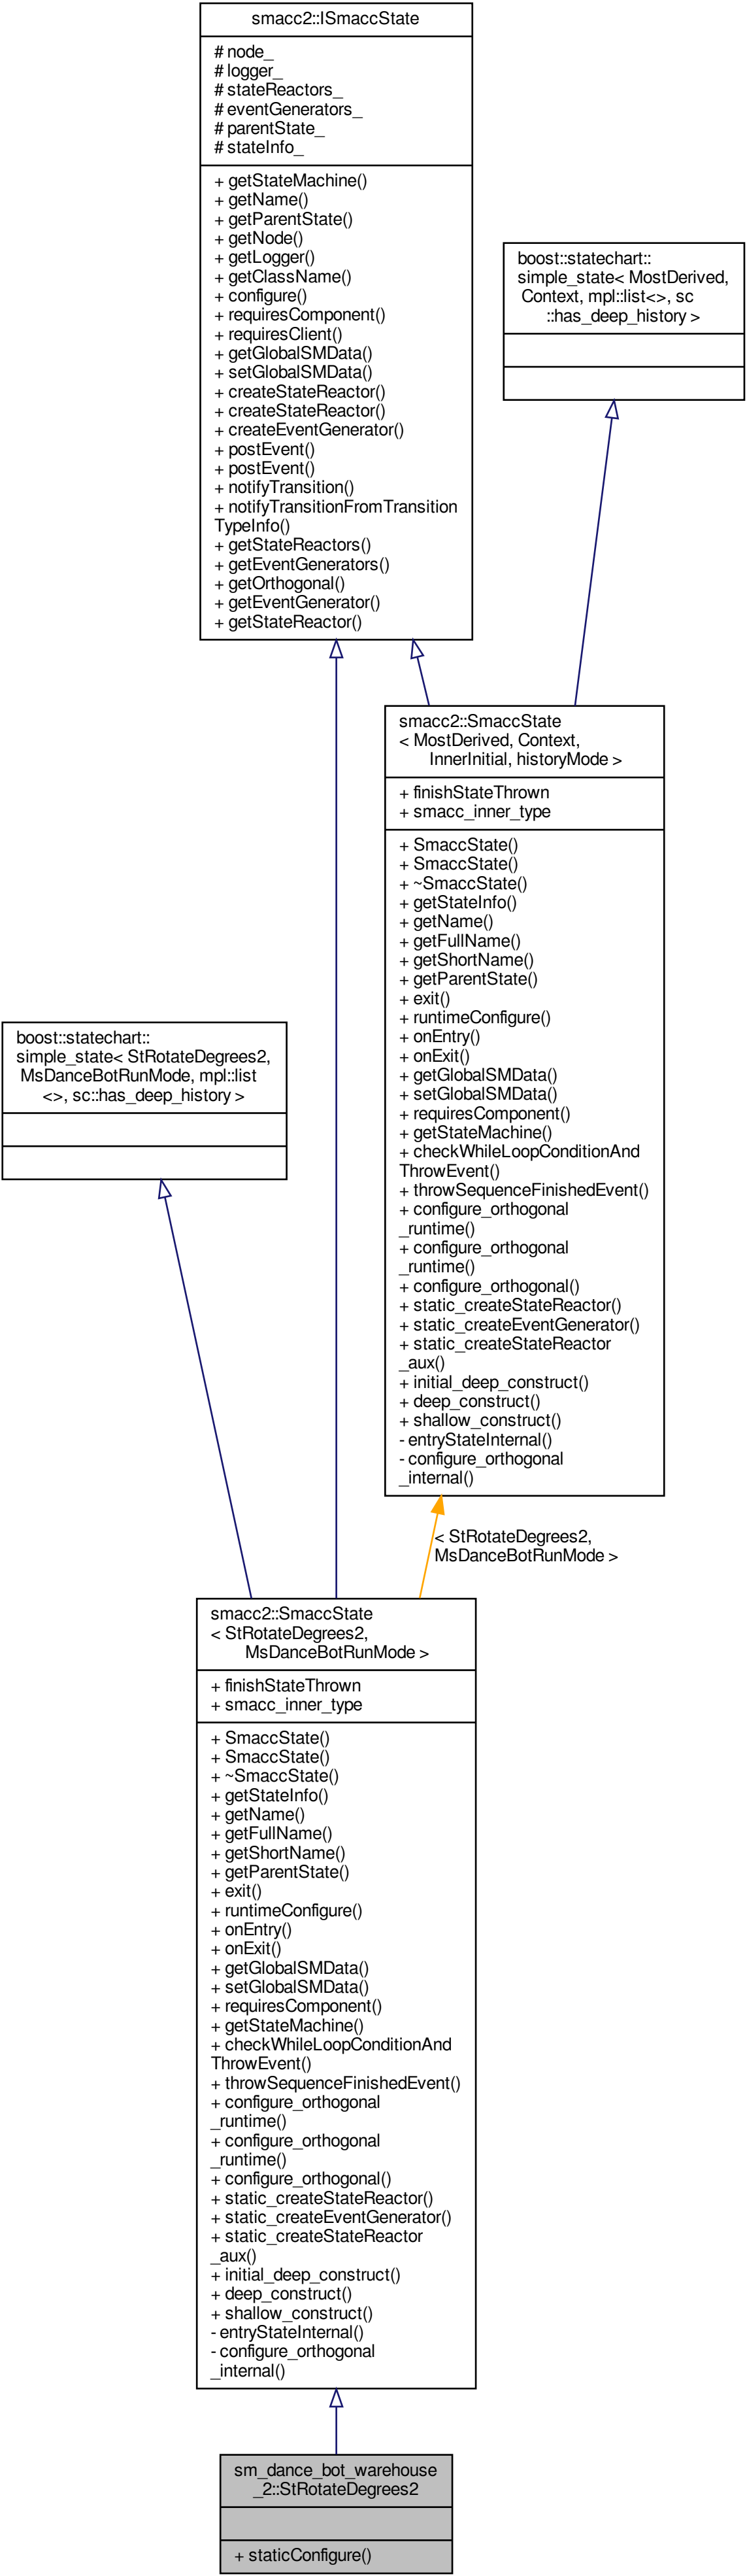 smacc2::ISmaccState
# node_
# logger_
# stateReactors_
# eventGenerators_
# parentState_
# stateInfo_
+ getStateMachine()
+ getName()
+ getParentState()
+ getNode()
+ getLogger()
+ getClassName()
+ configure()
+ requiresComponent()
+ requiresClient()
+ getGlobalSMData()
+ setGlobalSMData()
+ createStateReactor()
+ createStateReactor()
+ createEventGenerator()
+ postEvent()
+ postEvent()
+ notifyTransition()
+ notifyTransitionFromTransition
TypeInfo()
+ getStateReactors()
+ getEventGenerators()
+ getOrthogonal()
+ getEventGenerator()
+ getStateReactor()
boost::statechart::
simple_state< MostDerived,
Context, mpl::list<>, sc
::has_deep_history >
smacc2::SmaccState
< MostDerived, Context,
InnerInitial, historyMode >
+ finishStateThrown
+ smacc_inner_type
+ SmaccState()
+ SmaccState()
+ ~SmaccState()
+ getStateInfo()
+ getName()
+ getFullName()
+ getShortName()
+ getParentState()
+ exit()
+ runtimeConfigure()
+ onEntry()
+ onExit()
+ getGlobalSMData()
+ setGlobalSMData()
+ requiresComponent()
+ getStateMachine()
+ checkWhileLoopConditionAnd
ThrowEvent()
+ throwSequenceFinishedEvent()
+ configure_orthogonal
_runtime()
+ configure_orthogonal
_runtime()
+ configure_orthogonal()
+ static_createStateReactor()
+ static_createEventGenerator()
+ static_createStateReactor
_aux()
+ initial_deep_construct()
+ deep_construct()
+ shallow_construct()
- entryStateInternal()
- configure_orthogonal
_internal()
boost::statechart::
simple_state< StRotateDegrees2,
MsDanceBotRunMode, mpl::list
<>, sc::has_deep_history >
< StRotateDegrees2,
MsDanceBotRunMode >
smacc2::SmaccState
< StRotateDegrees2,
MsDanceBotRunMode >
+ finishStateThrown
+ smacc_inner_type
+ SmaccState()
+ SmaccState()
+ ~SmaccState()
+ getStateInfo()
+ getName()
+ getFullName()
+ getShortName()
+ getParentState()
+ exit()
+ runtimeConfigure()
+ onEntry()
+ onExit()
+ getGlobalSMData()
+ setGlobalSMData()
+ requiresComponent()
+ getStateMachine()
+ checkWhileLoopConditionAnd
ThrowEvent()
+ throwSequenceFinishedEvent()
+ configure_orthogonal
_runtime()
+ configure_orthogonal
_runtime()
+ configure_orthogonal()
+ static_createStateReactor()
+ static_createEventGenerator()
+ static_createStateReactor
_aux()
+ initial_deep_construct()
+ deep_construct()
+ shallow_construct()
- entryStateInternal()
- configure_orthogonal
_internal()
sm_dance_bot_warehouse
_2::StRotateDegrees2
+ staticConfigure()